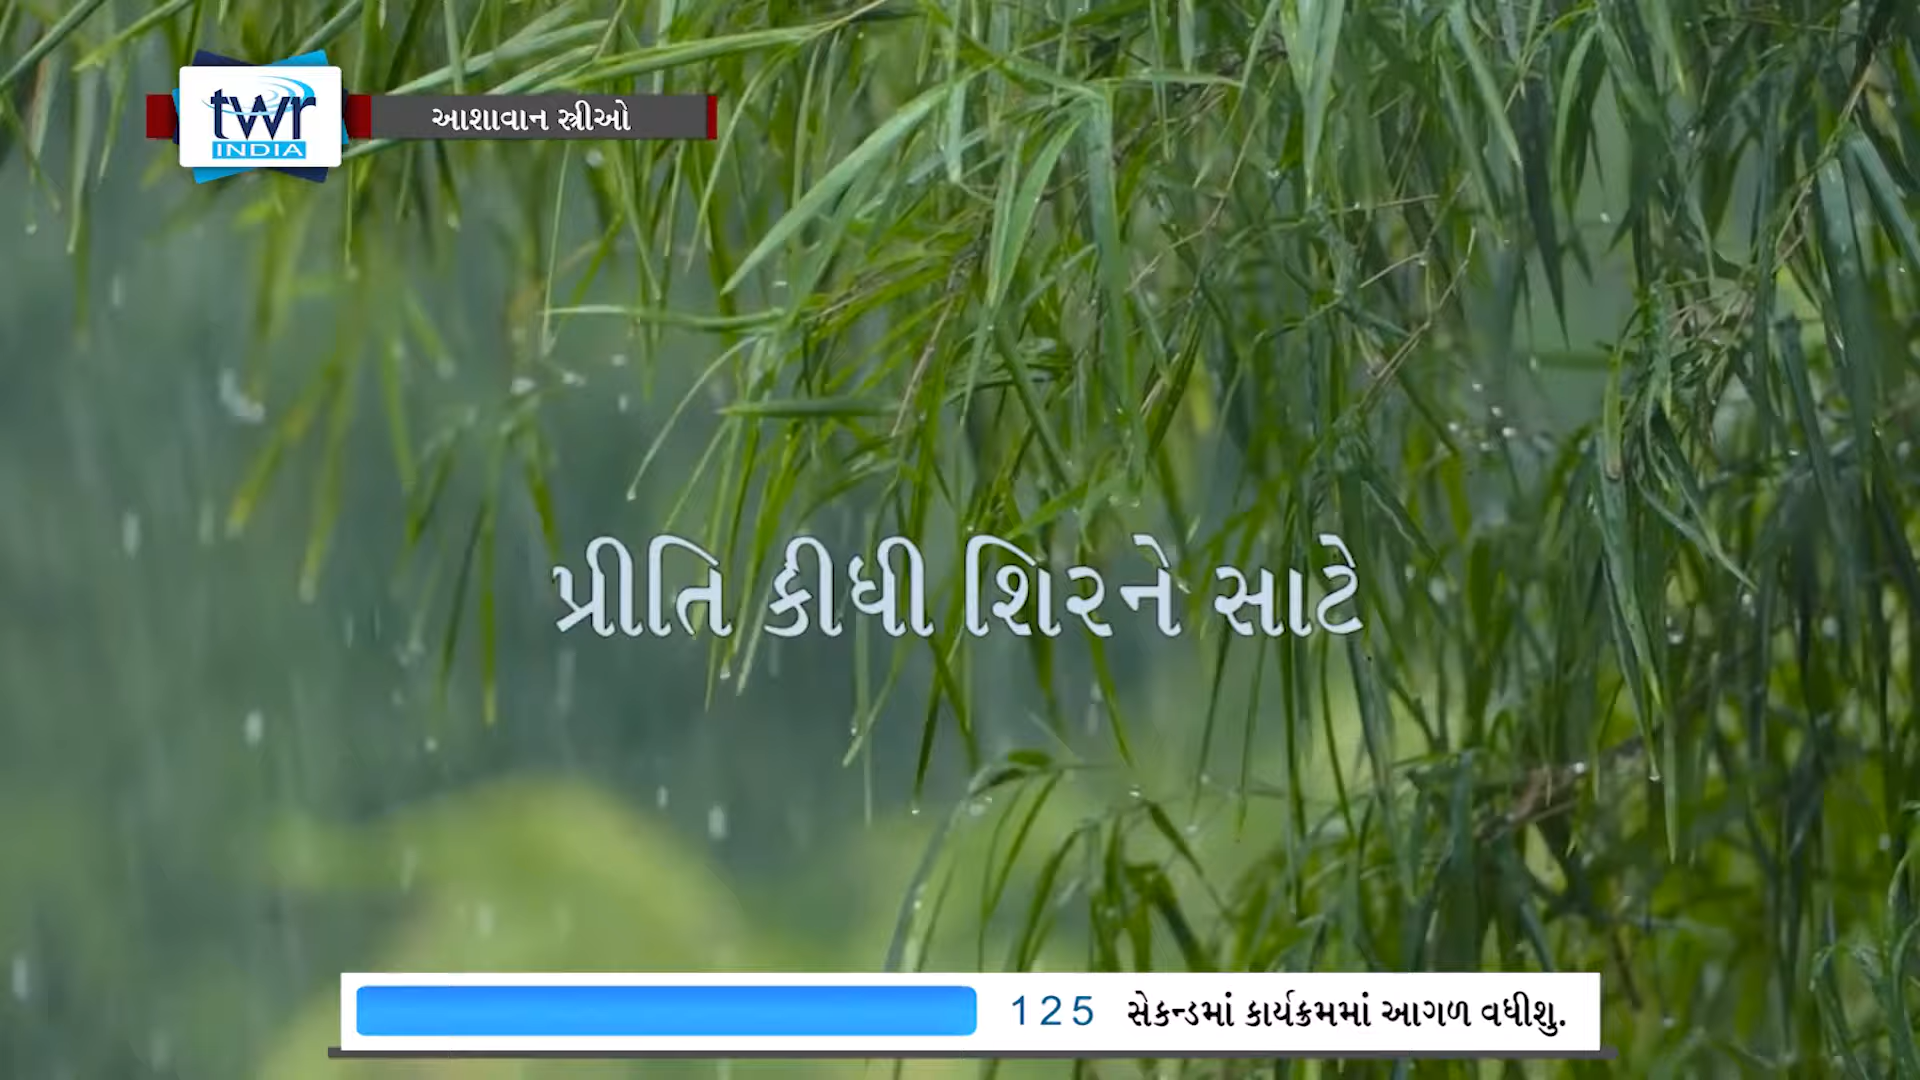 twr
INDIA
આશાવાન સ્ત્રીઓ
પ્રીતિ કીધી શિરને સાટે
125 સેકન્ડમાં કાર્યક્રમમાં આગળ વધીશુ.